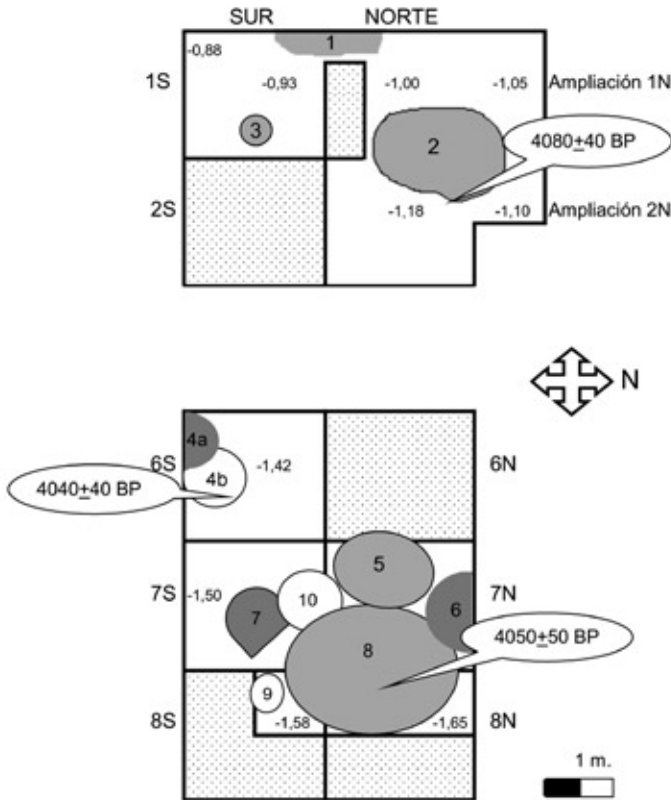 SUR NORTE
1
-0,88
1S -0,93 -1,00 -1,05 Ampliación 1N
3
2 4080±40 BP
2S -1,18 -1,10 Ampliación 2N
N
4a
6S -1,42 6N
4b
4040±40 BP
5
7S -1,50 10 7N
7 6
8 4050±50 BP
9
8S -1,58 -1,65 8N
1 m.